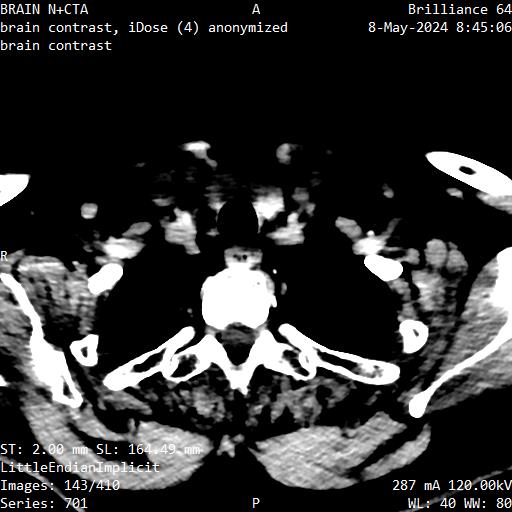 BRAIN N+CTA
A
Brilliance 64
brain contrast, iDose (4) anonymized
8-May-2024 8:45:06
brain contrast
R
ST: 2.00 mm SL: 164.49 mm
LittleEndianImplicit
Images: 143/410
287 mA 120.00kV
Series: 701
P
WL: 40 WW: 80